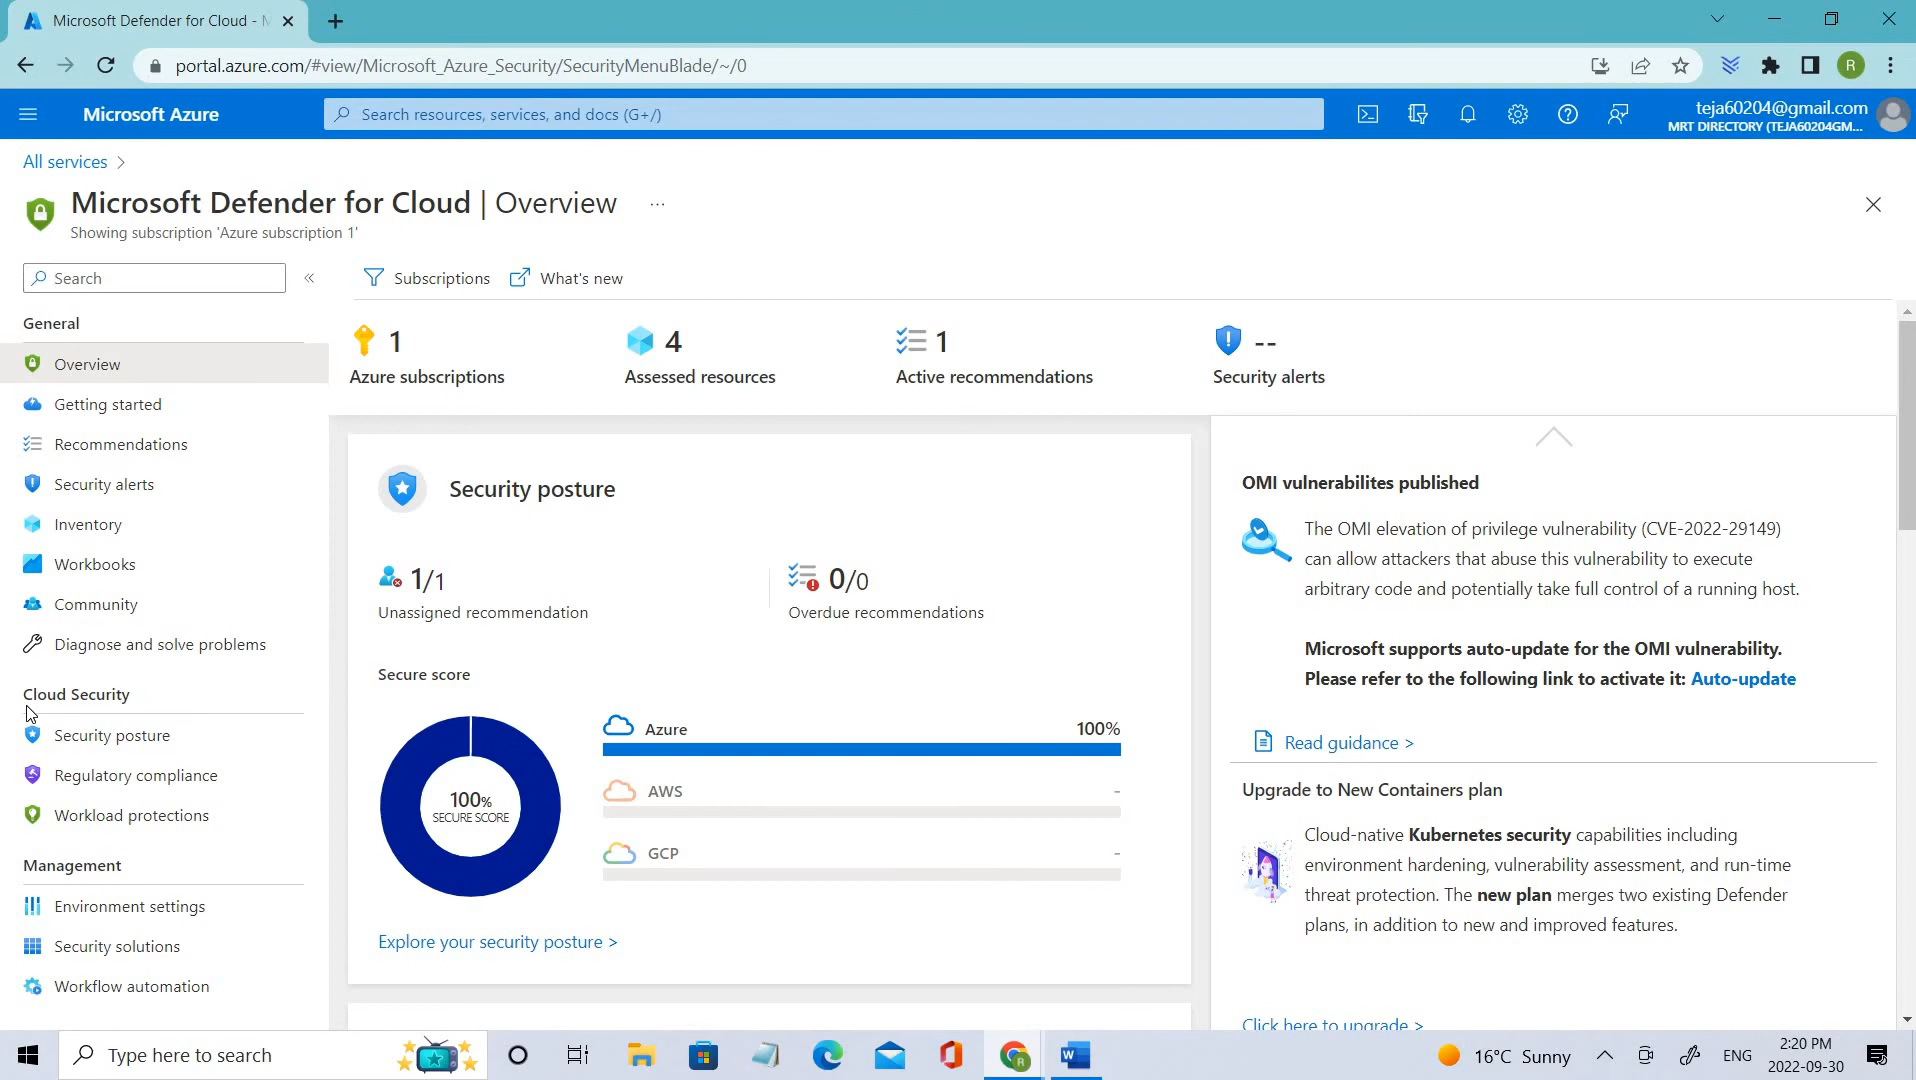 Microsoft Defender for Cloud - M
portal.azure.com/#view/Microsoft_Azure_Security/SecurityMenuBlade/~/0
R
Microsoft Azure
Search resources, services, and docs (G+/)
teja60204@gmail.com
MRT DIRECTORY (TEJA60204GM...
All services
Microsoft Defender for Cloud | Overview
...
Showing subscription 'Azure subscription 1'
Search
«
Subscriptions
What's new
General
Overview
Getting started
Recommendations
Security alerts
Inventory
Workbooks
Community
Diagnose and solve problems
Cloud Security
Security posture
Regulatory compliance
Workload protections
Management
Environment settings
Security solutions
Workflow automation
1
Azure subscriptions
4
Assessed resources
1
Active recommendations
--
Security alerts
Security posture
1/1
Unassigned recommendation
0/0
Overdue recommendations
Secure score
100%
SECURE SCORE
Azure 100%
AWS -
GCP -
Explore your security posture >
OMI vulnerabilites published
The OMI elevation of privilege vulnerability (CVE-2022-29149)
can allow attackers that abuse this vulnerability to execute
arbitrary code and potentially take full control of a running host.
Microsoft supports auto-update for the OMI vulnerability.
Please refer to the following link to activate it: Auto-update
Read guidance >
Upgrade to New Containers plan
Cloud-native Kubernetes security capabilities including
environment hardening, vulnerability assessment, and run-time
threat protection. The new plan merges two existing Defender
plans, in addition to new and improved features.
Click here to upgrade >
Type here to search
R
W
16°C Sunny
ENG
2:20 PM
2022-09-30